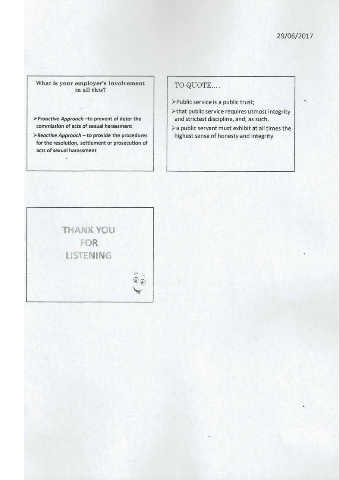 29/06/2017
What is your employer's involvement
in all this?
➢Proactive Approach –to prevent of deter the
commission of acts of sexual harassment
➢Reactive Approach – to provide the procedures
for the resolution, settlement or prosecution of
acts of sexual harassment
TO QUOTE….
➢Public service is a public trust;
➢that public service requires utmost integrity
and strictest discipline, and, as such,
➢a public servant must exhibit at all times the
highest sense of honesty and integrity
THANK YOU
FOR
LISTENING